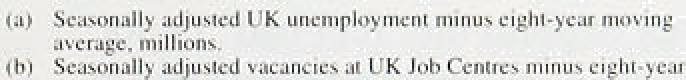 (a) Seasonally adjusted UK unemployment minus eight-year moving
average, millions.
(b) Seasonally adjusted vacancies at UK Job Centres minus eight-year